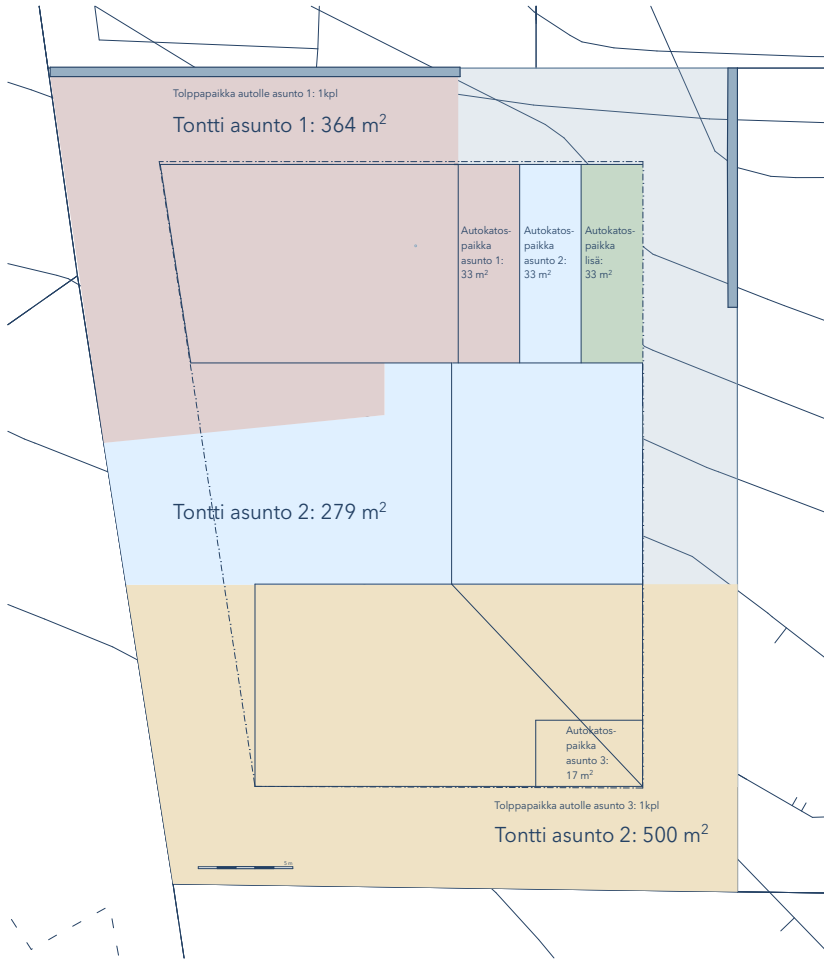 Tolppapaikka autolle asunto 1: 1kpl
Tontti asunto 1: 364 m²
Autokatos-
paikka
asunto 1:
33 m²
Autokatos-
paikka
asunto 2:
33 m²
Autokatos-
paikka
lisä:
33 m²
Tontti asunto 2: 279 m²
Autokatos-
paikka
asunto 3:
17 m²
Tolppapaikka autolle asunto 3: 1kpl
Tontti asunto 2: 500 m²
5 m